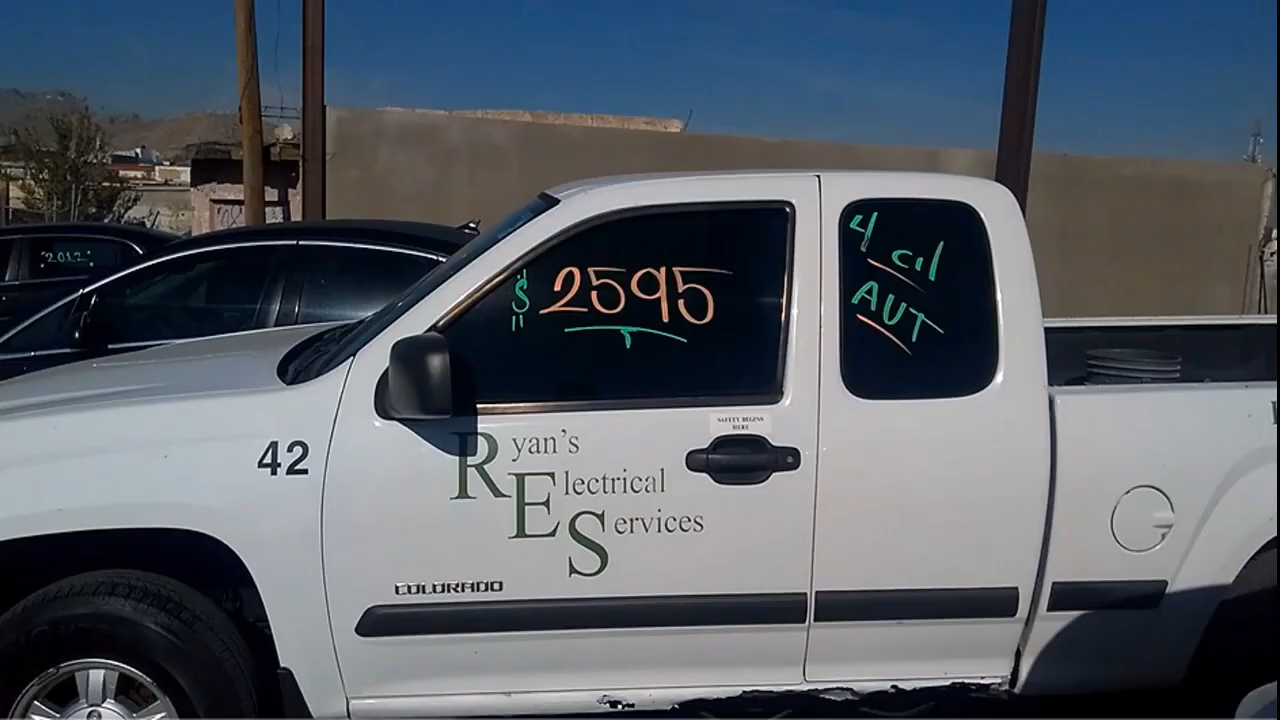 "2012"
$ 2595
4 cil
AUT
SAFETY BEGINS
HERE
42
Ryan's
Electrical
Services
COLORADO